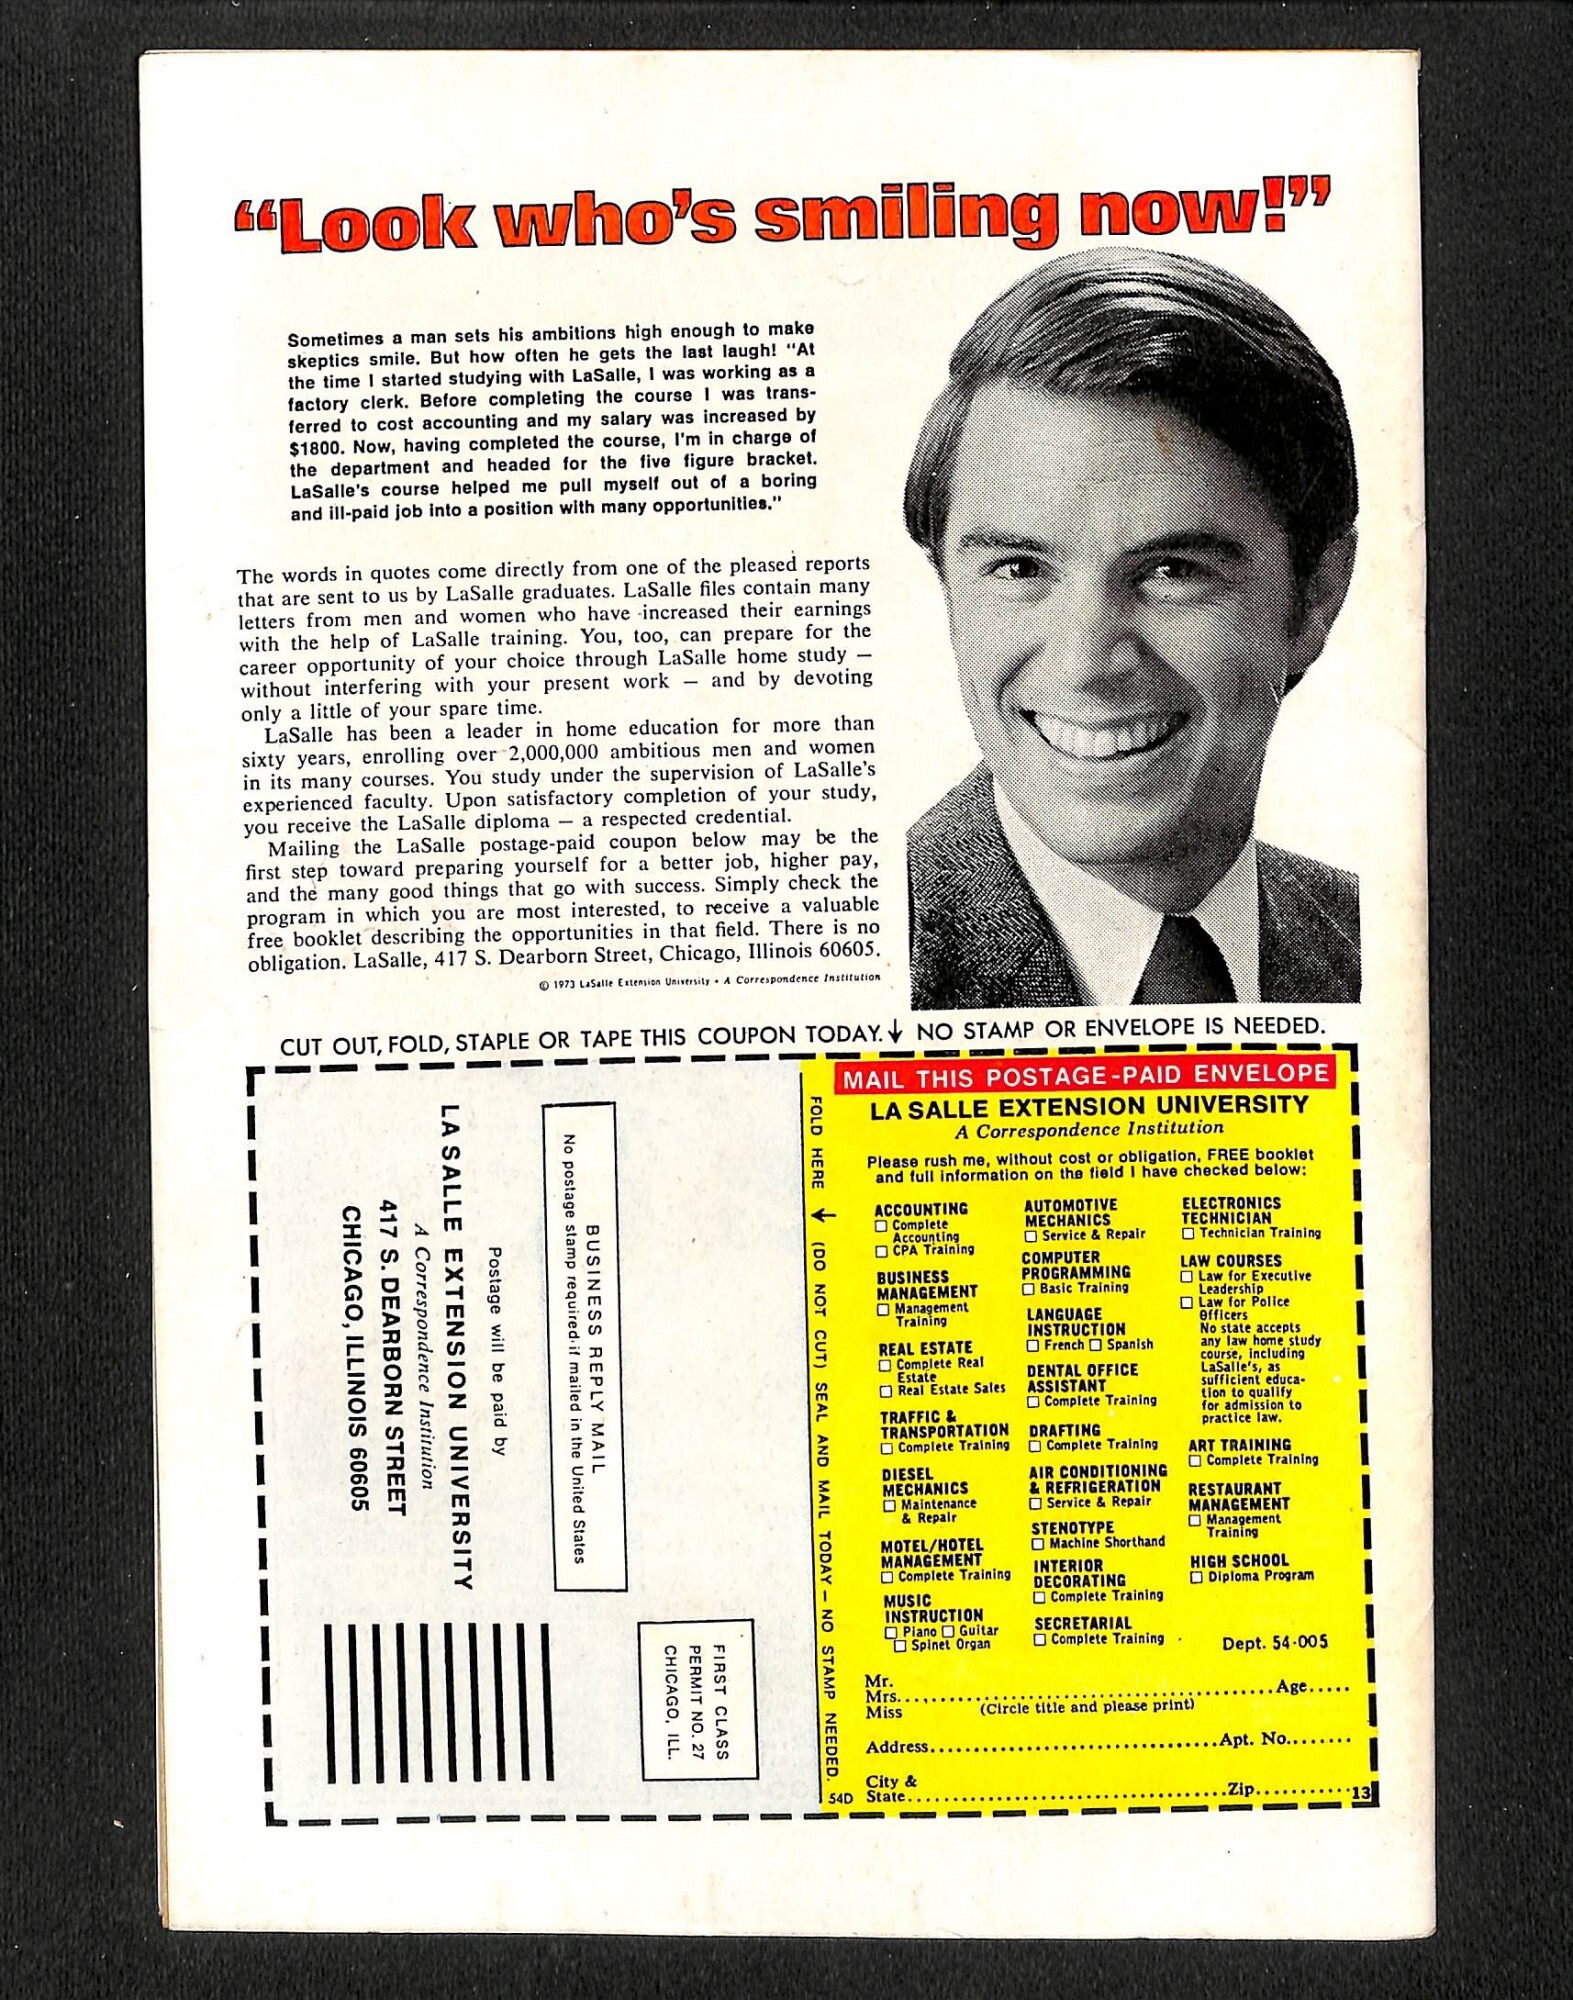 “Look who’s smiling now!”
Sometimes a man sets his ambitions high enough to make
skeptics smile. But how often he gets the last laugh! "At
the time I started studying with LaSalle, I was working as a
factory clerk. Before completing the course I was trans-
ferred to cost accounting and my salary was increased by
$1800. Now, having completed the course, I'm in charge of
the department and headed for the five figure bracket.
LaSalle's course helped me pull myself out of a boring
and ill-paid job into a position with many opportunities."
The words in quotes come directly from one of the pleased reports
that are sent to us by LaSalle graduates. LaSalle files contain many
letters from men and women who have increased their earnings
with the help of LaSalle training. You, too, can prepare for the
career opportunity of your choice through LaSalle home study —
without interfering with your present work — and by devoting
only a little of your spare time.
LaSalle has been a leader in home education for more than
sixty years, enrolling over 2,000,000 ambitious men and women
in its many courses. You study under the supervision of LaSalle's
experienced faculty. Upon satisfactory completion of your study,
you receive the LaSalle diploma — a respected credential.
Mailing the LaSalle postage-paid coupon below may be the
first step toward preparing yourself for a better job, higher pay,
and the many good things that go with success. Simply check the
program in which you are most interested, to receive a valuable
free booklet describing the opportunities in that field. There is no
obligation. LaSalle, 417 S. Dearborn Street, Chicago, Illinois 60605.
© 1973 LaSalle Extension University • A Correspondence Institution
CUT OUT, FOLD, STAPLE OR TAPE THIS COUPON TODAY.↓ NO STAMP OR ENVELOPE IS NEEDED.
FIRST CLASS
PERMIT NO. 27
CHICAGO, ILL.
BUSINESS REPLY MAIL
No postage stamp required if mailed in the United States
Postage will be paid by
LA SALLE EXTENSION UNIVERSITY
A Correspondence Institution
417 S. DEARBORN STREET
CHICAGO, ILLINOIS 60605
FOLD HERE ↓ (DO NOT CUT) SEAL AND MAIL TODAY — NO STAMP NEEDED.
54D
MAIL THIS POSTAGE-PAID ENVELOPE
LA SALLE EXTENSION UNIVERSITY
A Correspondence Institution
Please rush me, without cost or obligation, FREE booklet
and full information on the field I have checked below:
ACCOUNTING
☐ Complete
Accounting
☐ CPA Training
BUSINESS
MANAGEMENT
☐ Management
Training
REAL ESTATE
☐ Complete Real
Estate
☐ Real Estate Sales
TRAFFIC &
TRANSPORTATION
☐ Complete Training
DIESEL
MECHANICS
☐ Maintenance
& Repair
MOTEL/HOTEL
MANAGEMENT
☐ Complete Training
MUSIC
INSTRUCTION
☐ Piano ☐ Guitar
☐ Spinet Organ
AUTOMOTIVE
MECHANICS
☐ Service & Repair
COMPUTER
PROGRAMMING
☐ Basic Training
LANGUAGE
INSTRUCTION
☐ French ☐ Spanish
DENTAL OFFICE
ASSISTANT
☐ Complete Training
DRAFTING
☐ Complete Training
AIR CONDITIONING
& REFRIGERATION
☐ Service & Repair
STENOTYPE
☐ Machine Shorthand
INTERIOR
DECORATING
☐ Complete Training
SECRETARIAL
☐ Complete Training
ELECTRONICS
TECHNICIAN
☐ Technician Training
LAW COURSES
☐ Law for Executive
Leadership
☐ Law for Police
Officers
No state accepts
any law home study
course, including
LaSalle's, as
sufficient educa-
tion to qualify
for admission to
practice law.
ART TRAINING
☐ Complete Training
RESTAURANT
MANAGEMENT
☐ Management
Training
HIGH SCHOOL
☐ Diploma Program
Dept. 54-005
Mr.
Mrs.................................................Age.....
Miss (Circle title and please print)
Address.....................................Apt. No........
City &
State........................................Zip............13